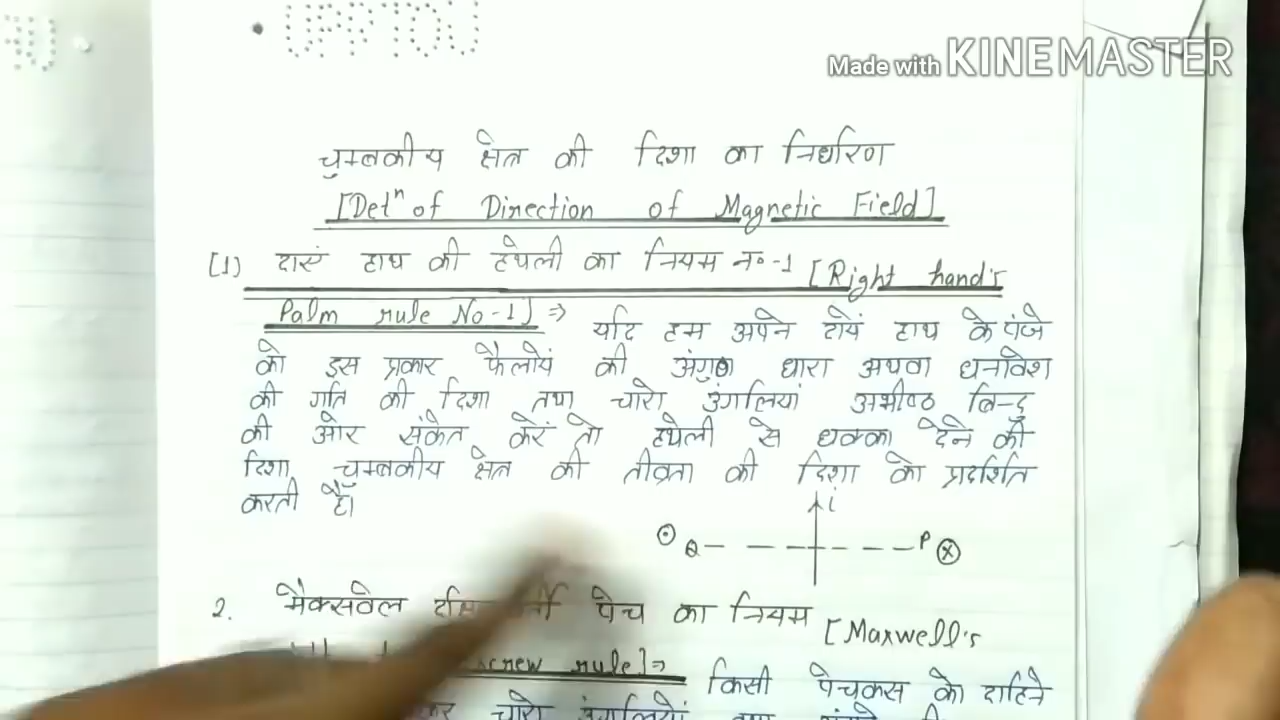 UPPTOU
Made with KINEMASTER
चुम्बकीय क्षेत्र की दिशा का निर्धारण
[Detⁿ of Direction of Magnetic Field]
(1) दाएं हाथ की हथेली का नियम नं०-1 [Right hand's
Palm rule No-1] ⇒ यदि हम अपने दायें हाथ के पंजे
को इस प्रकार फैलायें की अंगुठा धारा अथवा धनावेश
की गति की दिशा तथा चारो उंगलियां अभीष्ठ बिन्दु
की ओर संकेत करें तो हथेली से धक्का देने की
दिशा चुम्बकीय क्षेत्र की तीव्रता की दिशा को प्रदर्शित
करती है।
i
⊙ Q P ⊗
2. मैक्सवेल पेच का नियम [Maxwell's
screw rule] ⇒ किसी पेचकस को दाहिने
चारो उंगलियों